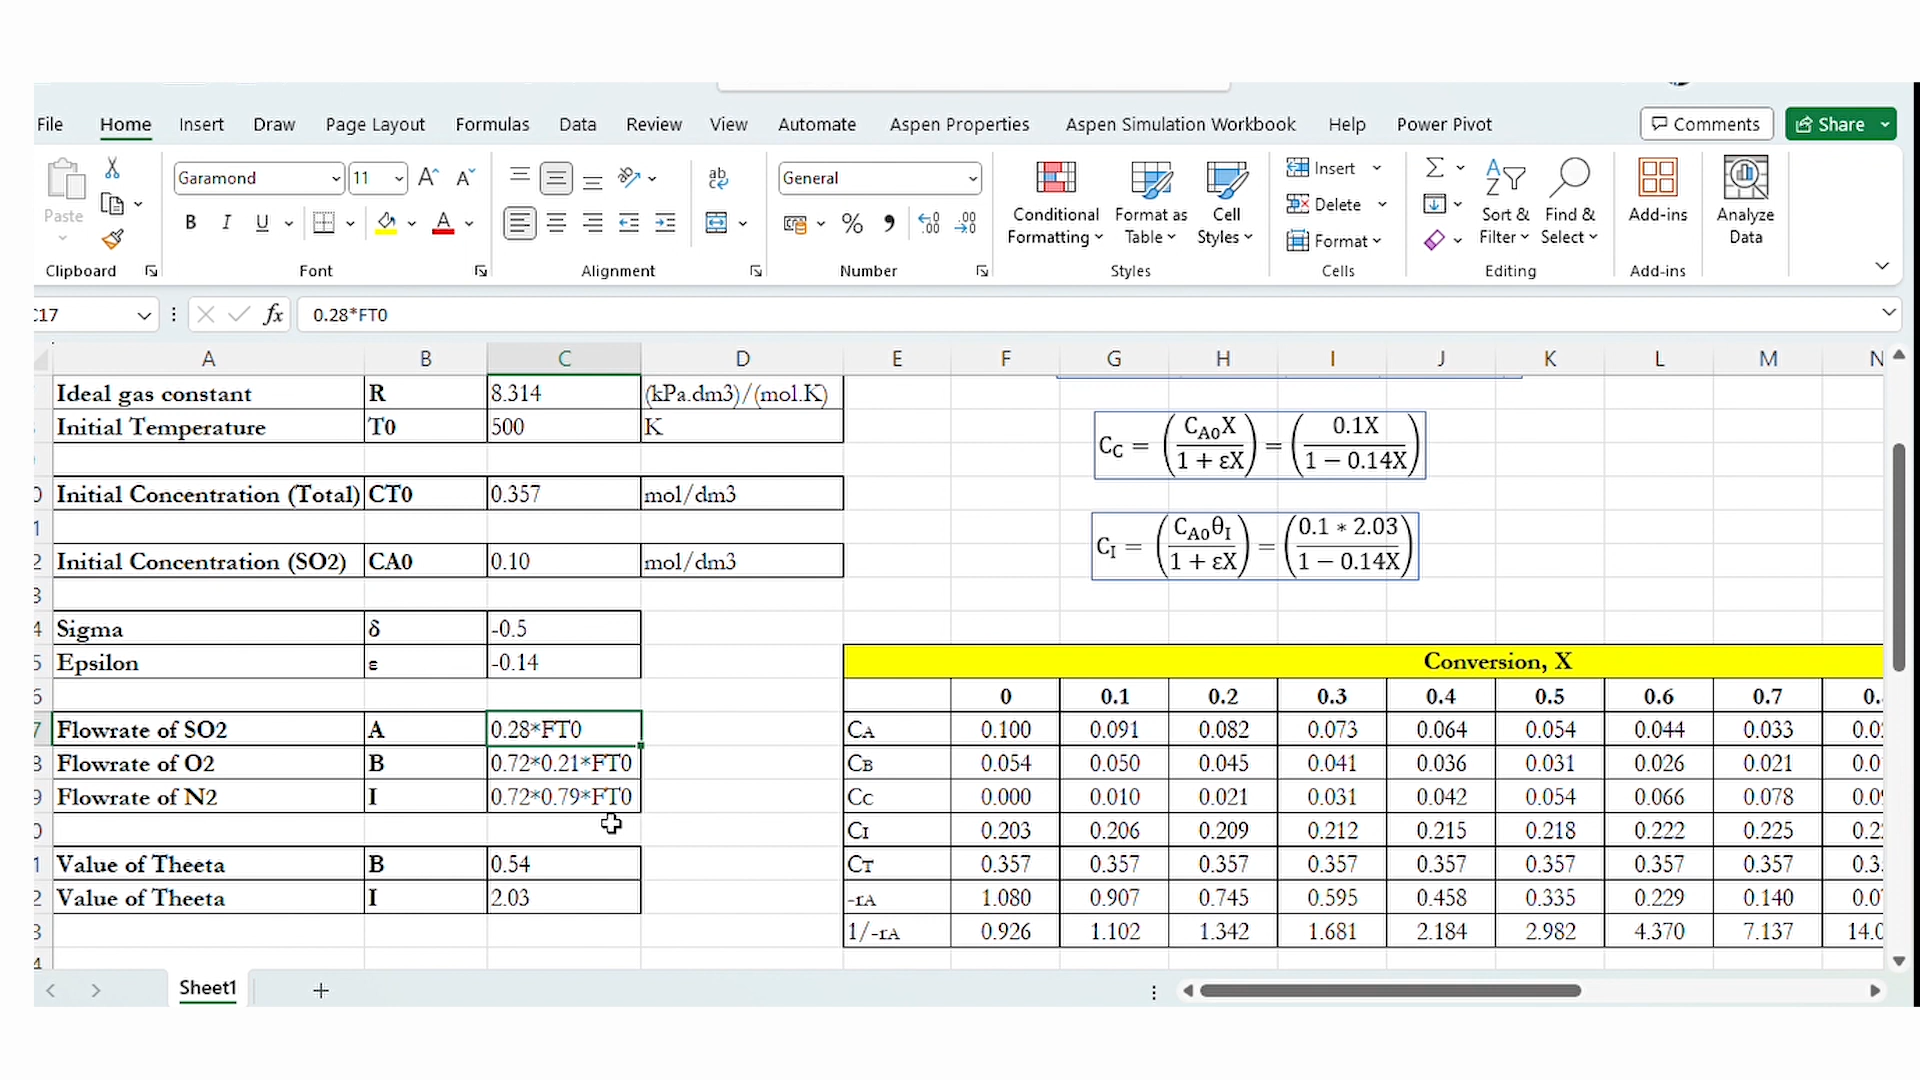 File Home Insert Draw Page Layout Formulas Data Review View Automate Aspen Properties Aspen Simulation Workbook Help Power Pivot Comments Share
Paste
Clipboard
Garamond 11
B I U
Font
ab
Alignment
General
Number
Conditional Formatting
Format as Table
Cell Styles
Styles
Insert
Delete
Format
Cells
Sort & Filter
Find & Select
Editing
Add-ins
Add-ins
Analyze Data
C17 fx 0.28*FT0
A B C D E F G H I J K L M N
Ideal gas constant R 8.314 (kPa.dm3)/(mol.K)
Initial Temperature T0 500 K
C_C = (C_A0X / 1 + εX) = (0.1X / 1 − 0.14X)
Initial Concentration (Total) CT0 0.357 mol/dm3
C_I = (C_A0θ_I / 1 + εX) = (0.1 * 2.03 / 1 − 0.14X)
Initial Concentration (SO2) CA0 0.10 mol/dm3
Sigma δ -0.5
Epsilon ε -0.14
Conversion, X
0 0.1 0.2 0.3 0.4 0.5 0.6 0.7
Flowrate of SO2 A 0.28*FT0
CA 0.100 0.091 0.082 0.073 0.064 0.054 0.044 0.033
Flowrate of O2 B 0.72*0.21*FT0
CB 0.054 0.050 0.045 0.041 0.036 0.031 0.026 0.021
Flowrate of N2 I 0.72*0.79*FT0
CC 0.000 0.010 0.021 0.031 0.042 0.054 0.066 0.078
CI 0.203 0.206 0.209 0.212 0.215 0.218 0.222 0.225
Value of Theeta B 0.54
CT 0.357 0.357 0.357 0.357 0.357 0.357 0.357 0.357
Value of Theeta I 2.03
-rA 1.080 0.907 0.745 0.595 0.458 0.335 0.229 0.140
1/-rA 0.926 1.102 1.342 1.681 2.184 2.982 4.370 7.137
Sheet1